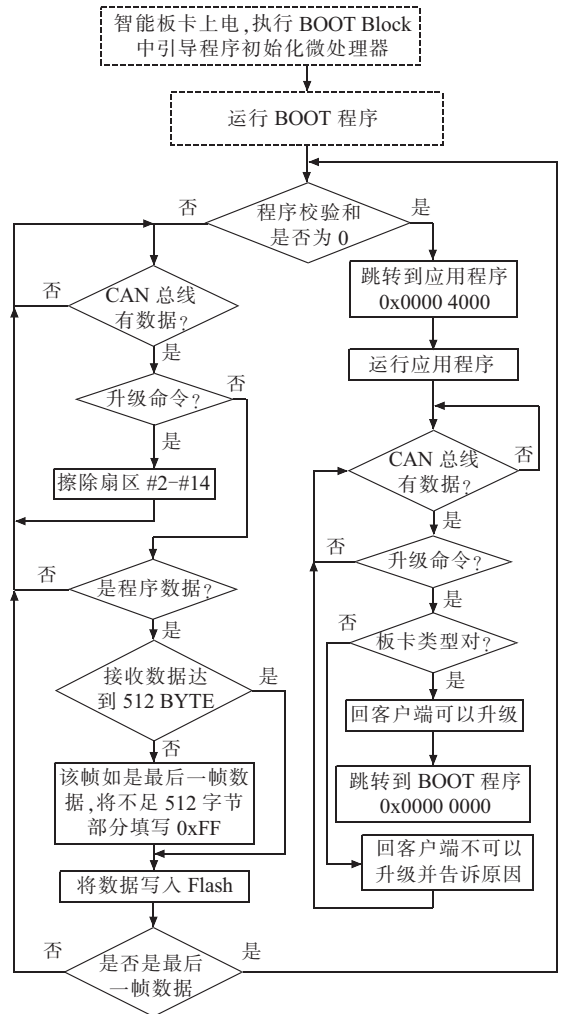 智能板卡上电,执行 BOOT Block
中引导程序初始化微处理器
运行 BOOT 程序
否
程序校验和
是否为 0
是
跳转到应用程序
0x0000 4000
否
CAN 总线
有数据?
是
运行应用程序
升级命令?
否
是
擦除扇区 #2-#14
CAN 总线
有数据?
否
是
否
升级命令?
是
否
是程序数据?
是
否
板卡类型对?
是
接收数据达
到 512 BYTE
是
否
回客户端可以升级
该帧如是最后一帧数
据,将不足 512 字节
部分填写 0xFF
跳转到 BOOT 程序
0x0000 0000
回客户端不可以
升级并告诉原因
将数据写入 Flash
否
是否是最后
一帧数据
是